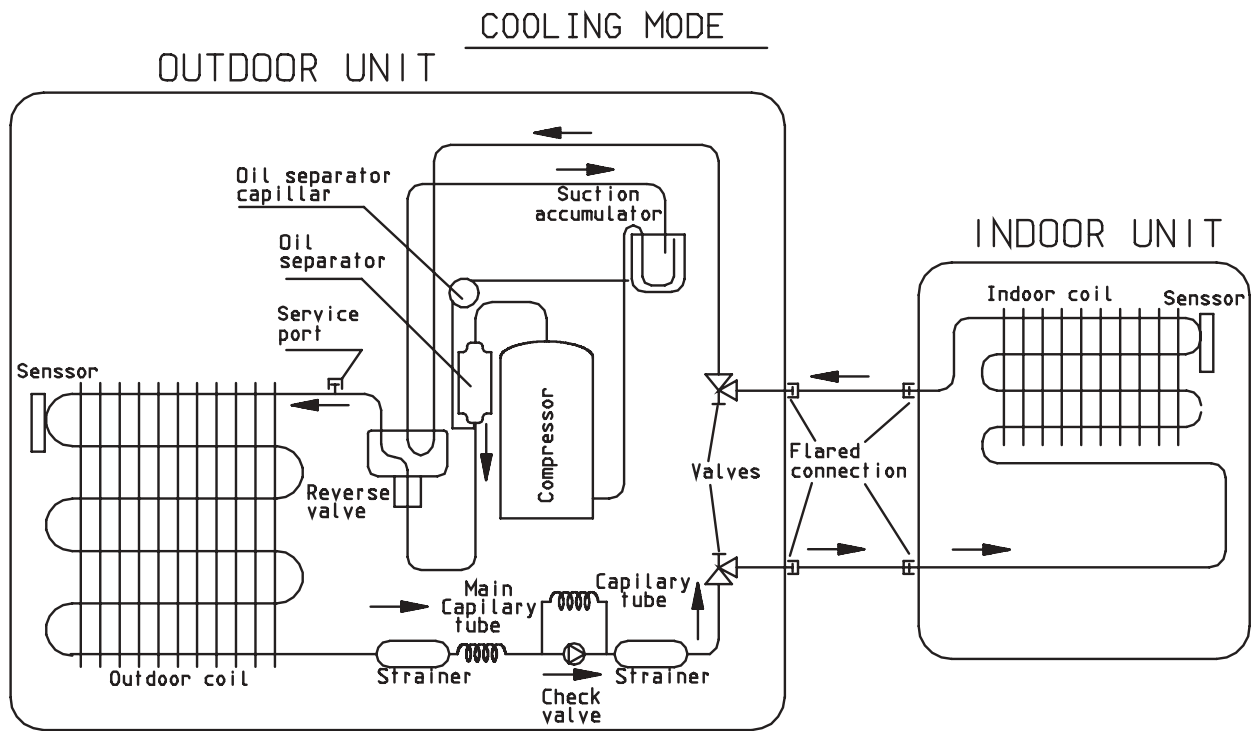 COOLING MODE
OUTDOOR UNIT
Oil separator
capillar
Suction
accumulator
Oil
separator
INDOOR UNIT
Service
port
Indoor coil
Senssor
Senssor
Compressor
Valves
Flared
connection
Reverse
valve
Main
Capilary
tube
Capilary
tube
Outdoor coil
Strainer
Check
valve
Strainer